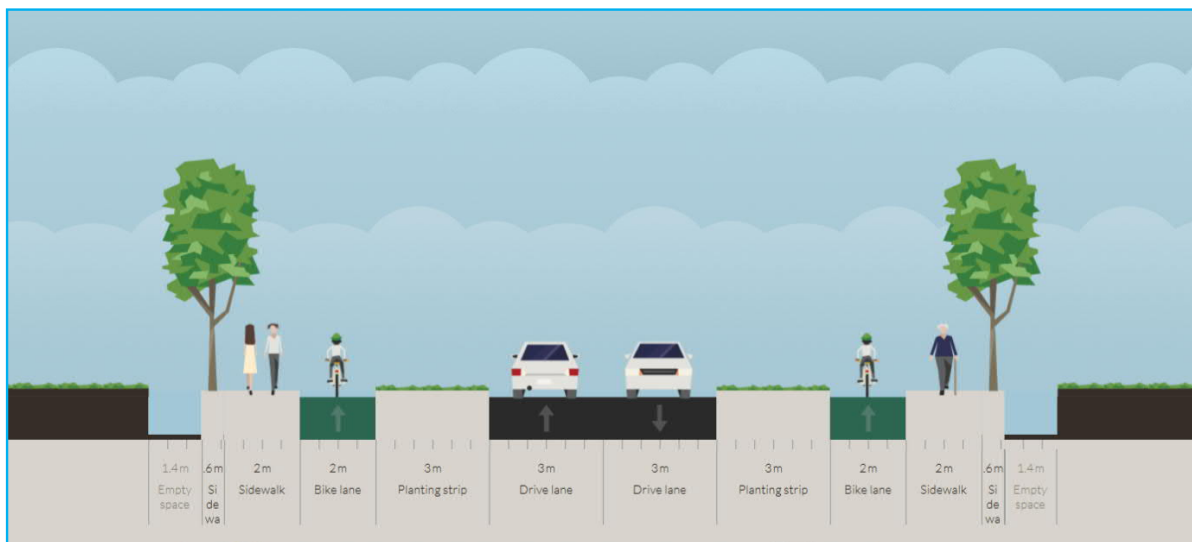 1.4m .6m 2m 2m 3m 3m 3m 3m 2m 2m .6m 1.4m
Empty Si Sidewalk Bike lane Planting strip Drive lane Drive lane Planting strip Bike lane Sidewalk Si Empty
space de de space
wa wa